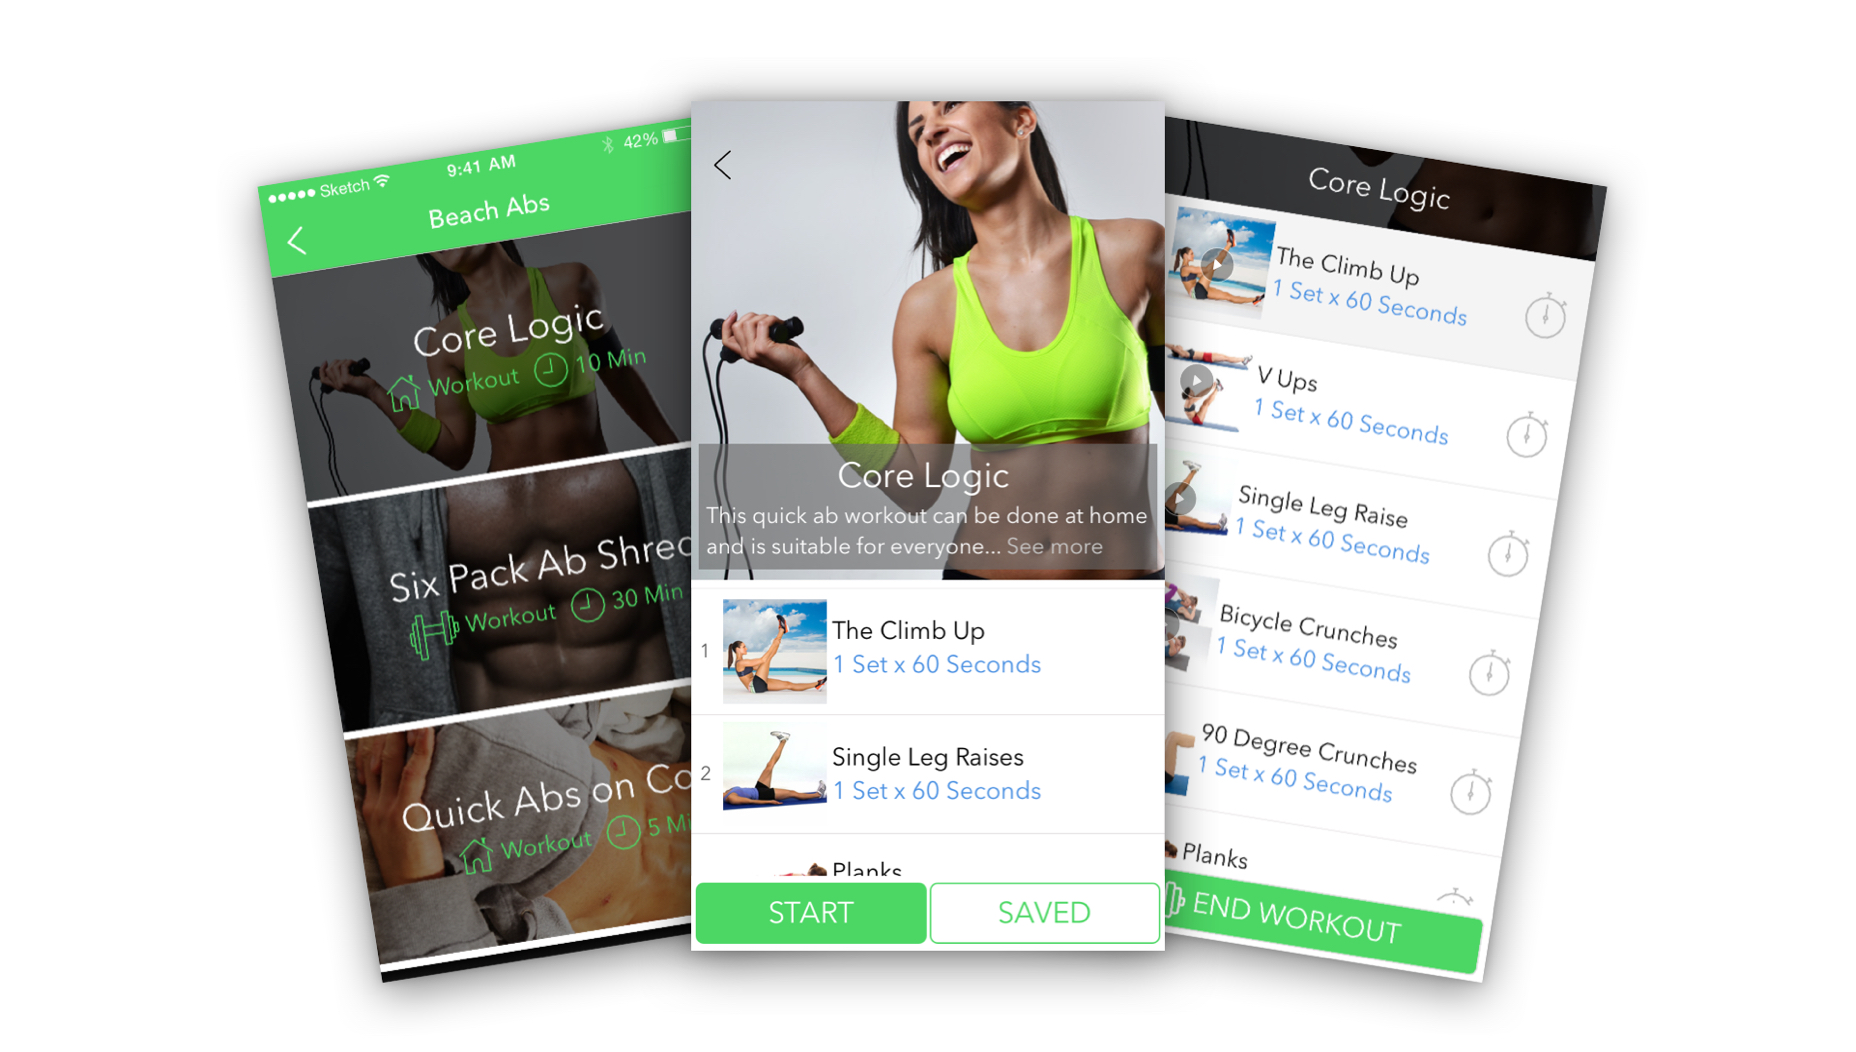 Sketch
9:41 AM
42%
Beach Abs
Core Logic
Workout 10 Min
Six Pack Ab Shred
Workout 30 Min
Quick Abs on Co
Workout 5 Mi
Core Logic
This quick ab workout can be done at home
and is suitable for everyone... See more
1
The Climb Up
1 Set x 60 Seconds
2
Single Leg Raises
1 Set x 60 Seconds
Planks
START
SAVED
Core Logic
The Climb Up
1 Set x 60 Seconds
V Ups
1 Set x 60 Seconds
Single Leg Raise
1 Set x 60 Seconds
Bicycle Crunches
1 Set x 60 Seconds
90 Degree Crunches
1 Set x 60 Seconds
Planks
END WORKOUT